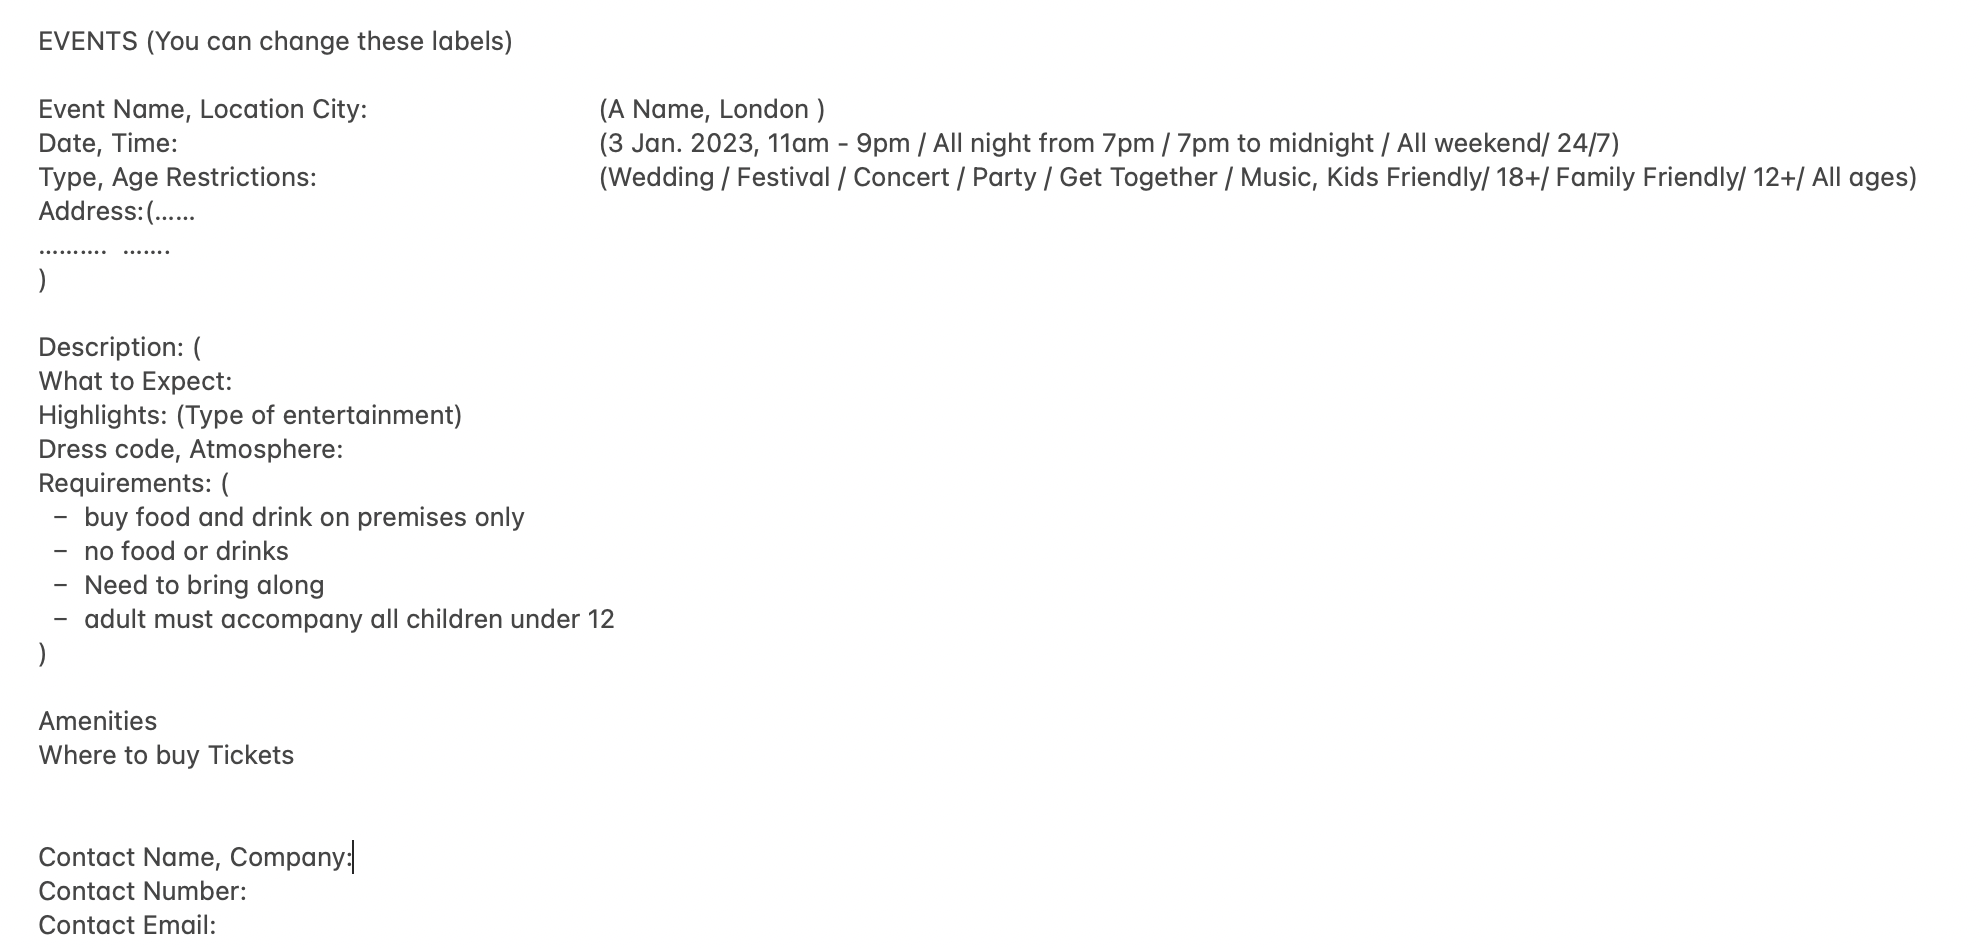 EVENTS (You can change these labels)
Event Name, Location City: (A Name, London )
Date, Time: (3 Jan. 2023, 11am - 9pm / All night from 7pm / 7pm to midnight / All weekend/ 24/7)
Type, Age Restrictions: (Wedding / Festival / Concert / Party / Get Together / Music, Kids Friendly/ 18+/ Family Friendly/ 12+/ All ages)
Address:(……
………. …….
)
Description: (
What to Expect:
Highlights: (Type of entertainment)
Dress code, Atmosphere:
Requirements: (
– buy food and drink on premises only
– no food or drinks
– Need to bring along
– adult must accompany all children under 12
)
Amenities
Where to buy Tickets
Contact Name, Company:
Contact Number:
Contact Email: